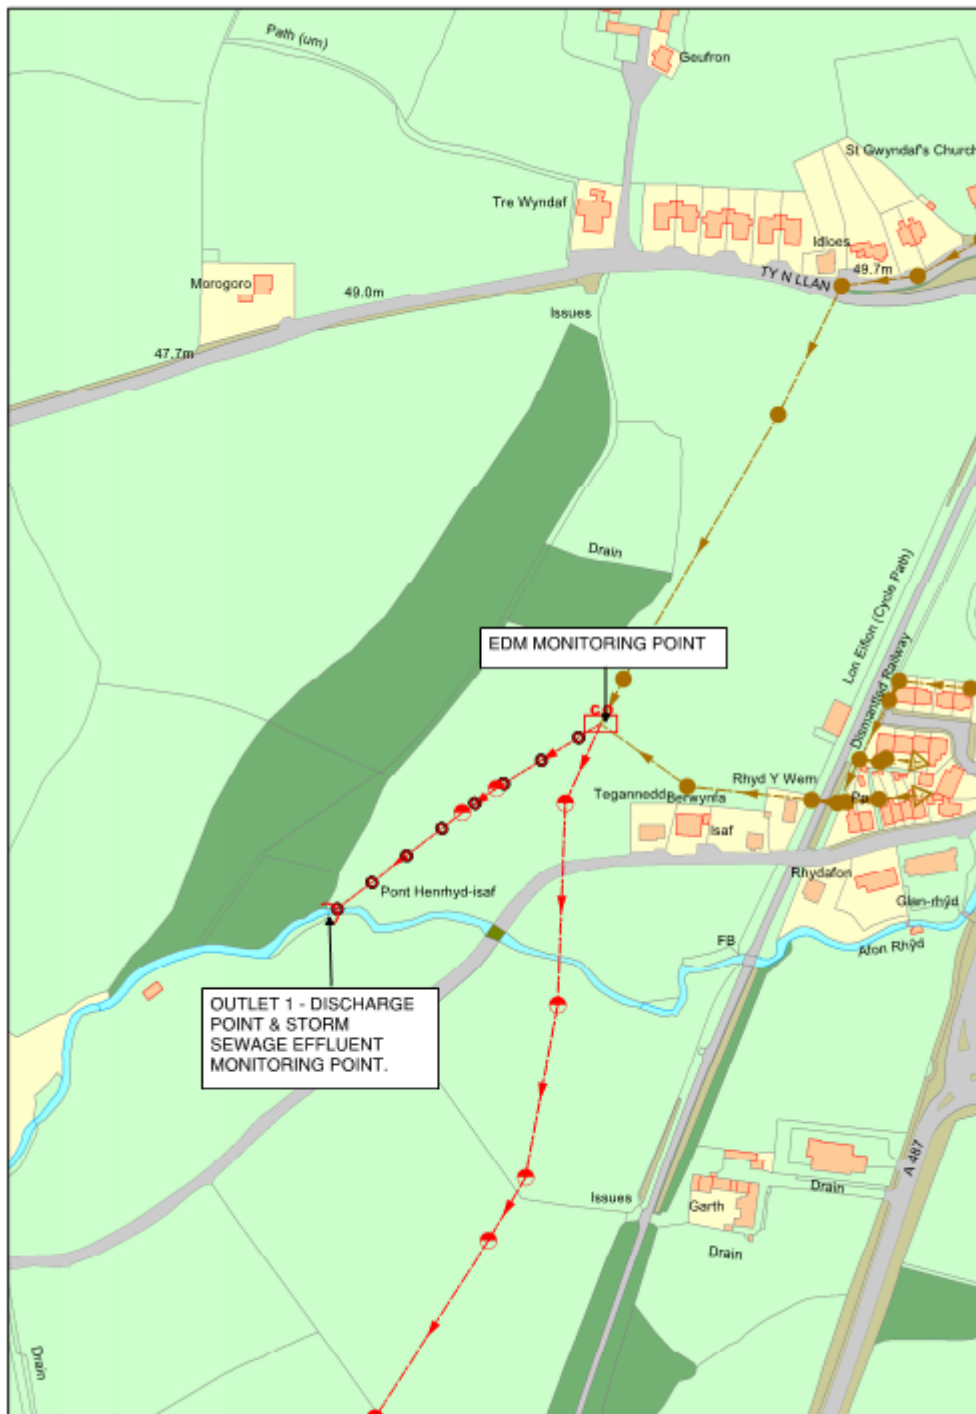 Path (um)
Geufron
St Gwyndaf's Church
Tre Wyndaf
Idloes
49.7m
TY N LLAN
Morogoro
49.0m
Issues
47.7m
Drain
Lon Eifion (Cycle Path)
Dismantled Railway
EDM MONITORING POINT
Rhyd Y Wern
Berwynfa
Isaf
Pont Henrhyd-isaf
Rhydafon
Glan-rhŷd
Afon Rhŷd
FB
OUTLET 1 - DISCHARGE
POINT & STORM
SEWAGE EFFLUENT
MONITORING POINT.
A 487
Issues
Garth
Drain
Drain
Drain